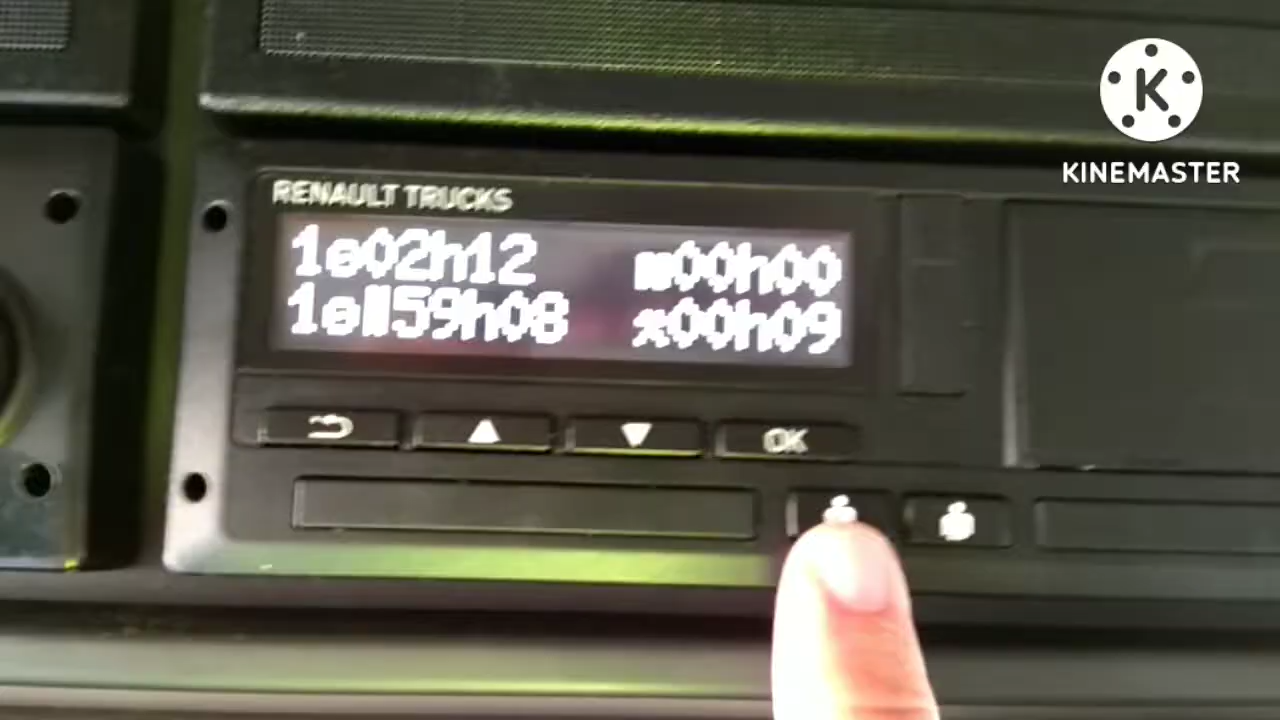 RENAULT TRUCKS
1 02h12 00h00
1 59h08 00h09
OK
K
KINEMASTER